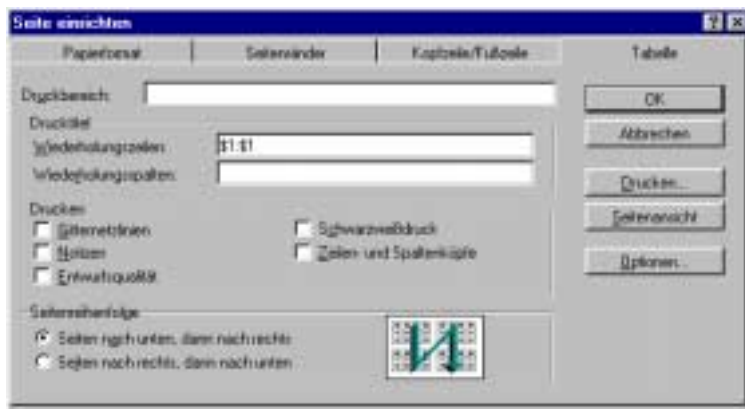 Seite einrichten
Papierformat Seitenränder Kopfzeile/Fußzeile Tabelle
Druckbereich:
OK
Drucktitel
Abbrechen
Wiederholungszeilen: $1:$1
Wiederholungsspalten:
Drucken...
Drucken
Seitenansicht
Gitternetzlinien Schwarzweißdruck
Notizen Zeilen- und Spaltenköpfe
Optionen...
Entwurfsqualität
Seitenreihenfolge
Seiten nach unten, dann nach rechts
Seiten nach rechts, dann nach unten